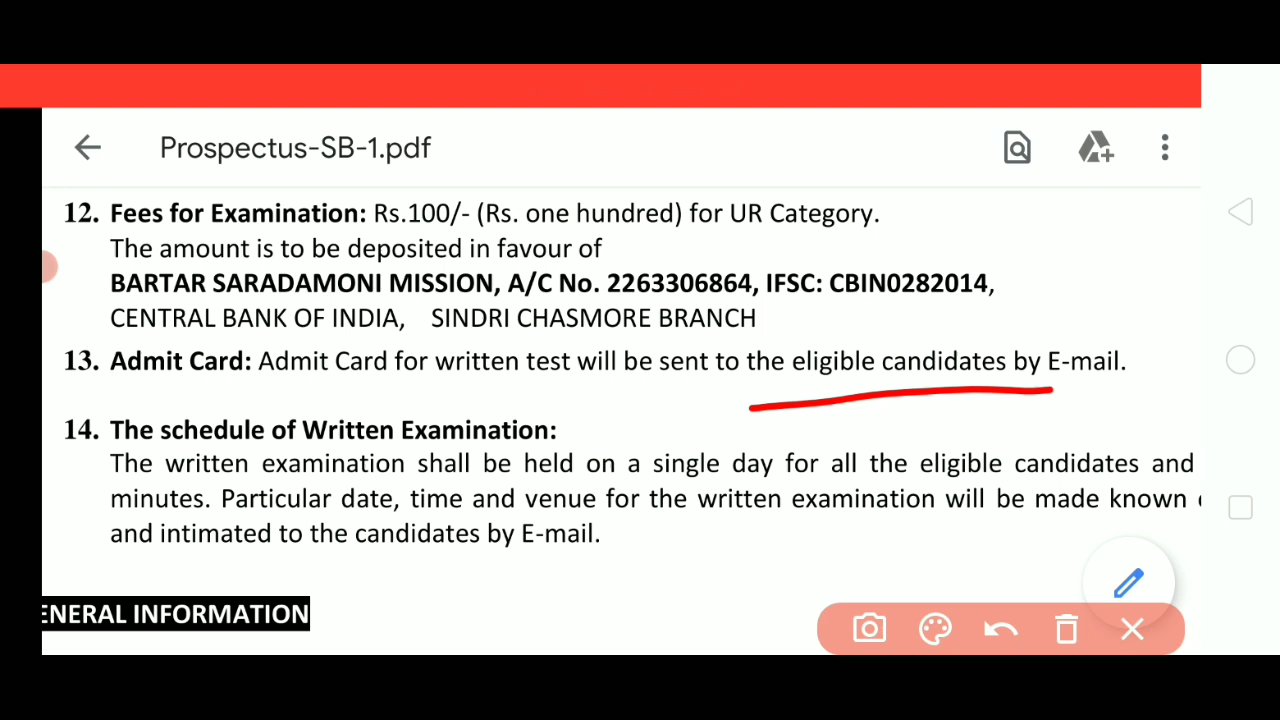 Prospectus-SB-1.pdf
12. Fees for Examination: Rs.100/- (Rs. one hundred) for UR Category.
The amount is to be deposited in favour of
BARTAR SARADAMONI MISSION, A/C No. 2263306864, IFSC: CBIN0282014,
CENTRAL BANK OF INDIA, SINDRI CHASMORE BRANCH
13. Admit Card: Admit Card for written test will be sent to the eligible candidates by E-mail.
14. The schedule of Written Examination:
The written examination shall be held on a single day for all the eligible candidates and
minutes. Particular date, time and venue for the written examination will be made known
and intimated to the candidates by E-mail.
ENERAL INFORMATION